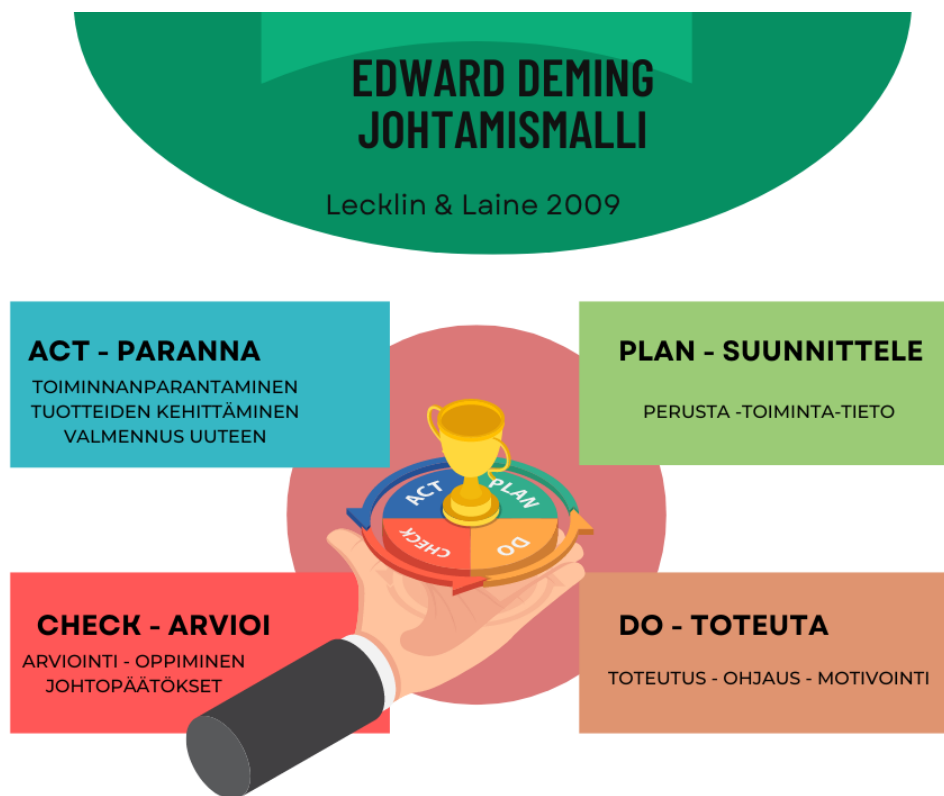 EDWARD DEMING
JOHTAMISMALLI
Lecklin & Laine 2009
ACT - PARANNA
TOIMINNANPARANTAMINEN
TUOTTEIDEN KEHITTÄMINEN
VALMENNUS UUTEEN
PLAN - SUUNNITTELE
PERUSTA -TOIMINTA-TIETO
ACT
PLAN
CHECK
DO
CHECK - ARVIOI
ARVIOINTI - OPPIMINEN
JOHTOPÄÄTÖKSET
DO - TOTEUTA
TOTEUTUS - OHJAUS - MOTIVOINTI